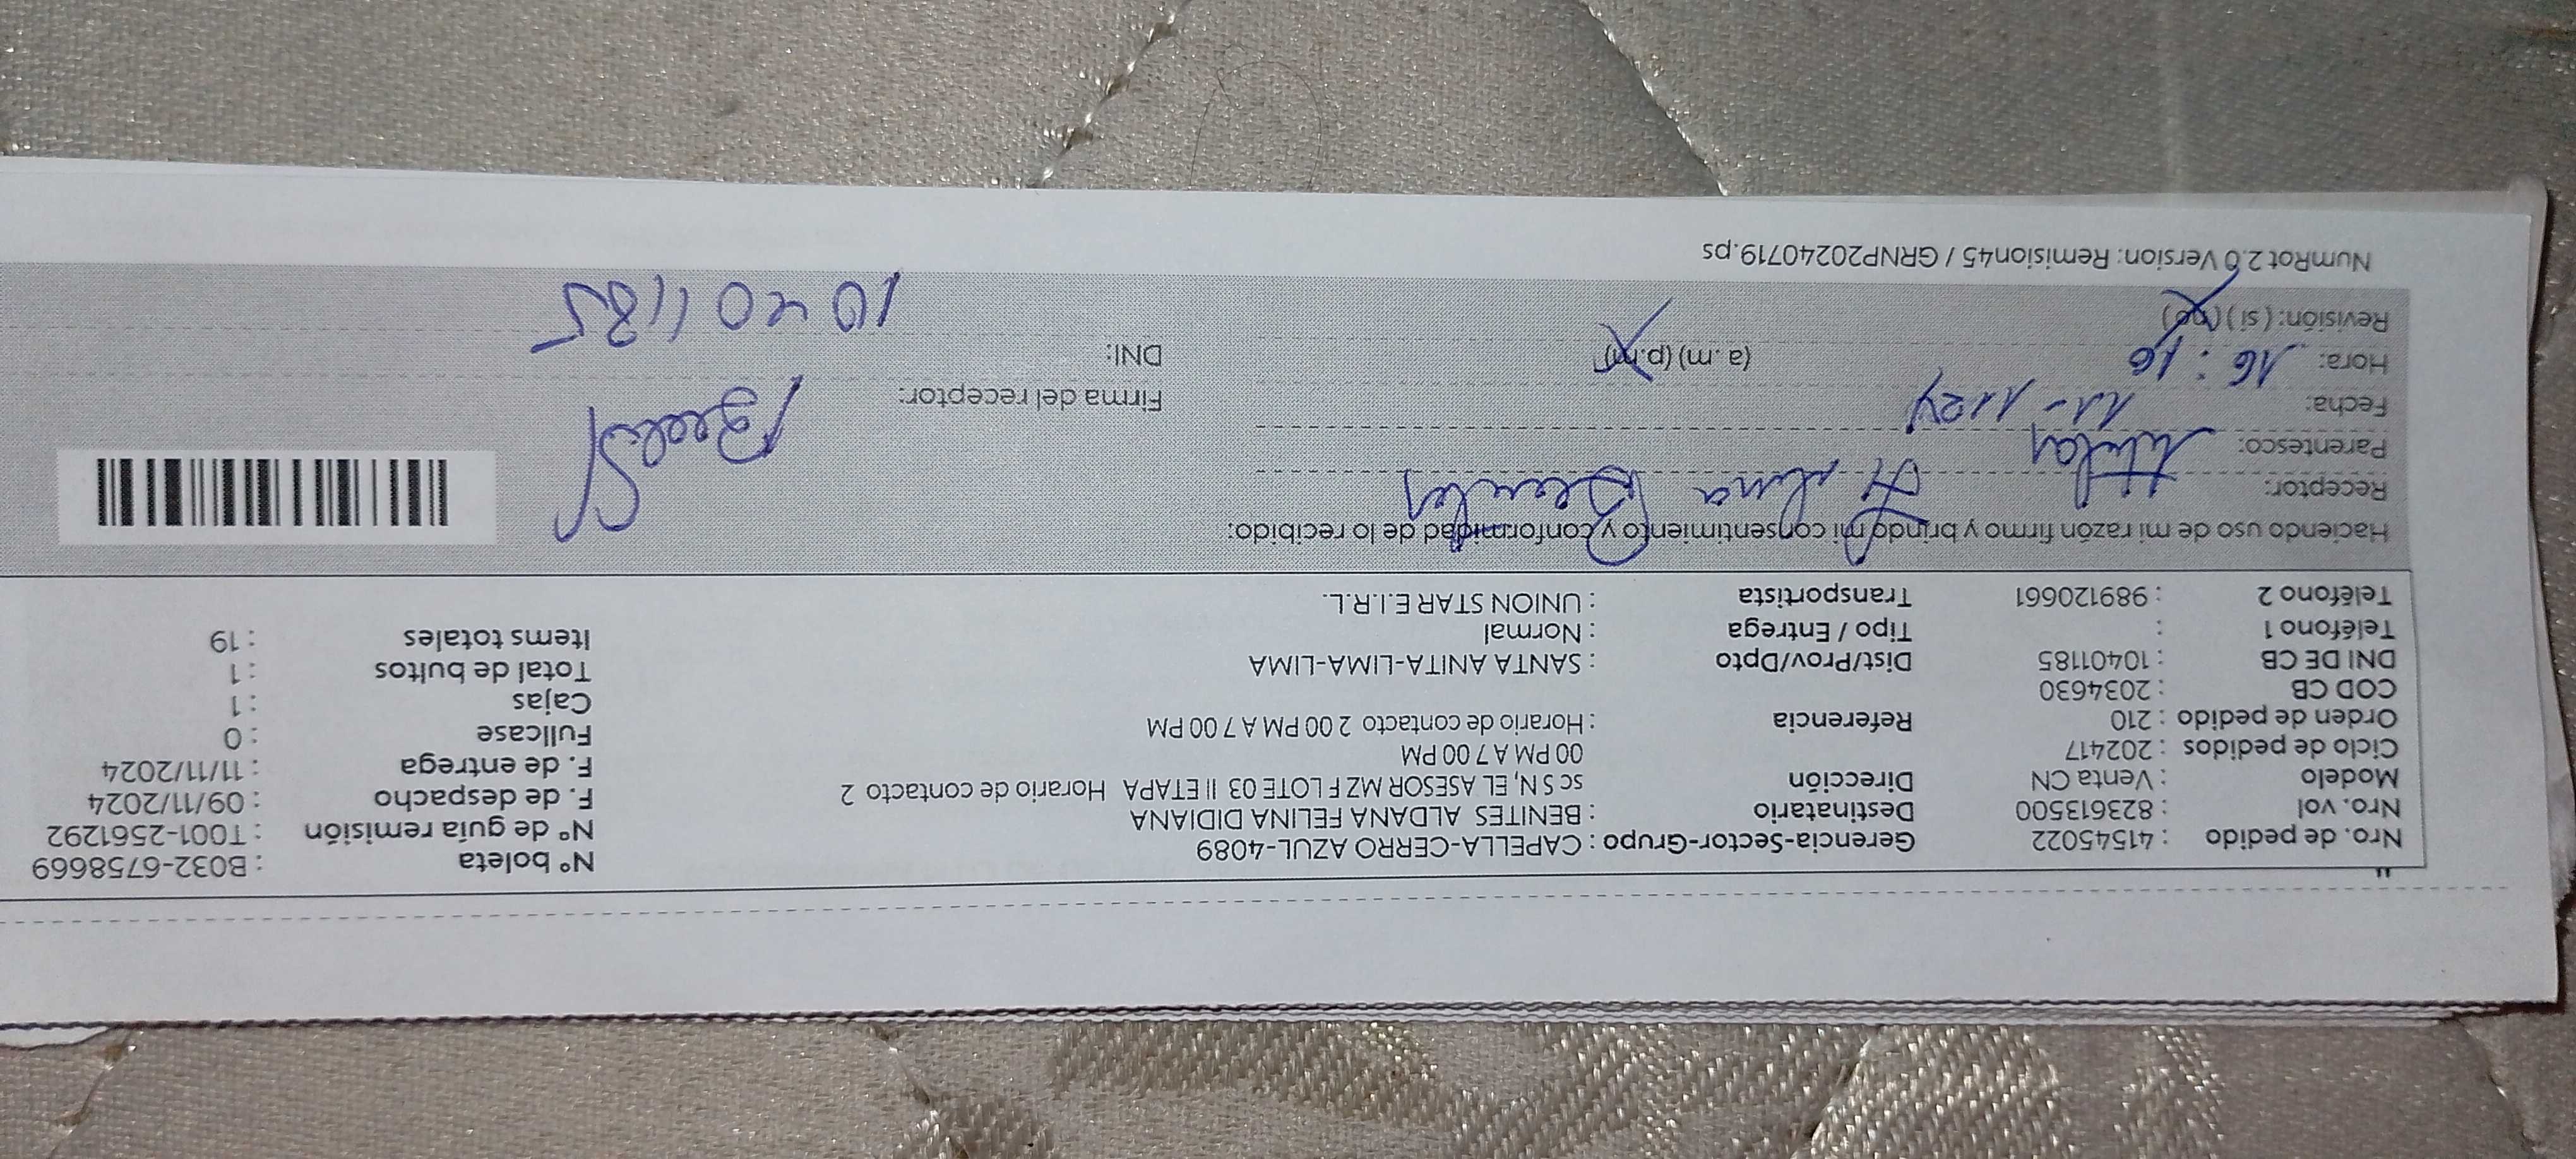 Nro. de pedido : 41545022 Gerencia-Sector-Grupo : CAPELLA-CERRO AZUL-4089 N° boleta : B032-6758669
Nro. vol : 823613500 Destinatario : BENITES ALDANA FELINA DIDIANA N° de guía remisión : T001-2561292
Modelo : Venta CN Dirección sc S N, EL ASESOR MZ F LOTE 03 II ETAPA Horario de contacto 2 F. de despacho : 09/11/2024
Ciclo de pedidos : 202417 00 PM A 7 00 PM F. de entrega : 11/11/2024
Orden de pedido : 210 Referencia : Horario de contacto 2 00 PM A 7 00 PM Fullcase : 0
COD CB : 2034630 Cajas : 1
DNI DE CB : 10401185 Dist/Prov/Dpto : SANTA ANITA-LIMA-LIMA Total de bultos : 1
Teléfono 1 : Tipo / Entrega : Normal Items totales : 19
Teléfono 2 : 989120661 Transportista : UNION STAR E.I.R.L.
Haciendo uso de mi razón firmo y brindo mi consentimiento y conformidad de lo recibido:
Receptor: Felina Benites
Parentesco: titular
Fecha: 11-11 24 Firma del receptor:
Hora: 16:10 (a.m) (p.m) DNI: 10401185
Revisión: (si) (no)
NumRot 2.0 Version: Remision45 / GRNP20240719.ps